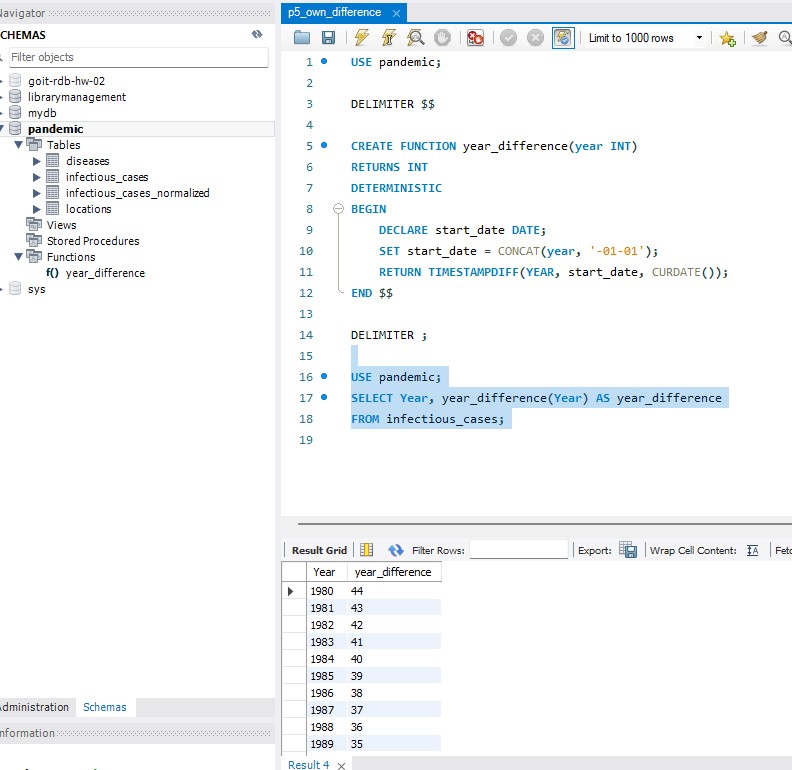 Navigator
SCHEMAS
Filter objects
goit-rdb-hw-02
librarymanagement
mydb
pandemic
Tables
diseases
infectious_cases
infectious_cases_normalized
locations
Views
Stored Procedures
Functions
f() year_difference
sys
Administration Schemas
Information
p5_own_difference
Limit to 1000 rows
1 USE pandemic;
2
3 DELIMITER $$
4
5 CREATE FUNCTION year_difference(year INT)
6 RETURNS INT
7 DETERMINISTIC
8 BEGIN
9 DECLARE start_date DATE;
10 SET start_date = CONCAT(year, '-01-01');
11 RETURN TIMESTAMPDIFF(YEAR, start_date, CURDATE());
12 END $$
13
14 DELIMITER ;
15
16 USE pandemic;
17 SELECT Year, year_difference(Year) AS year_difference
18 FROM infectious_cases;
19
Result Grid Filter Rows: Export: Wrap Cell Content: IA Fetc
Year year_difference
1980 44
1981 43
1982 42
1983 41
1984 40
1985 39
1986 38
1987 37
1988 36
1989 35
Result 4